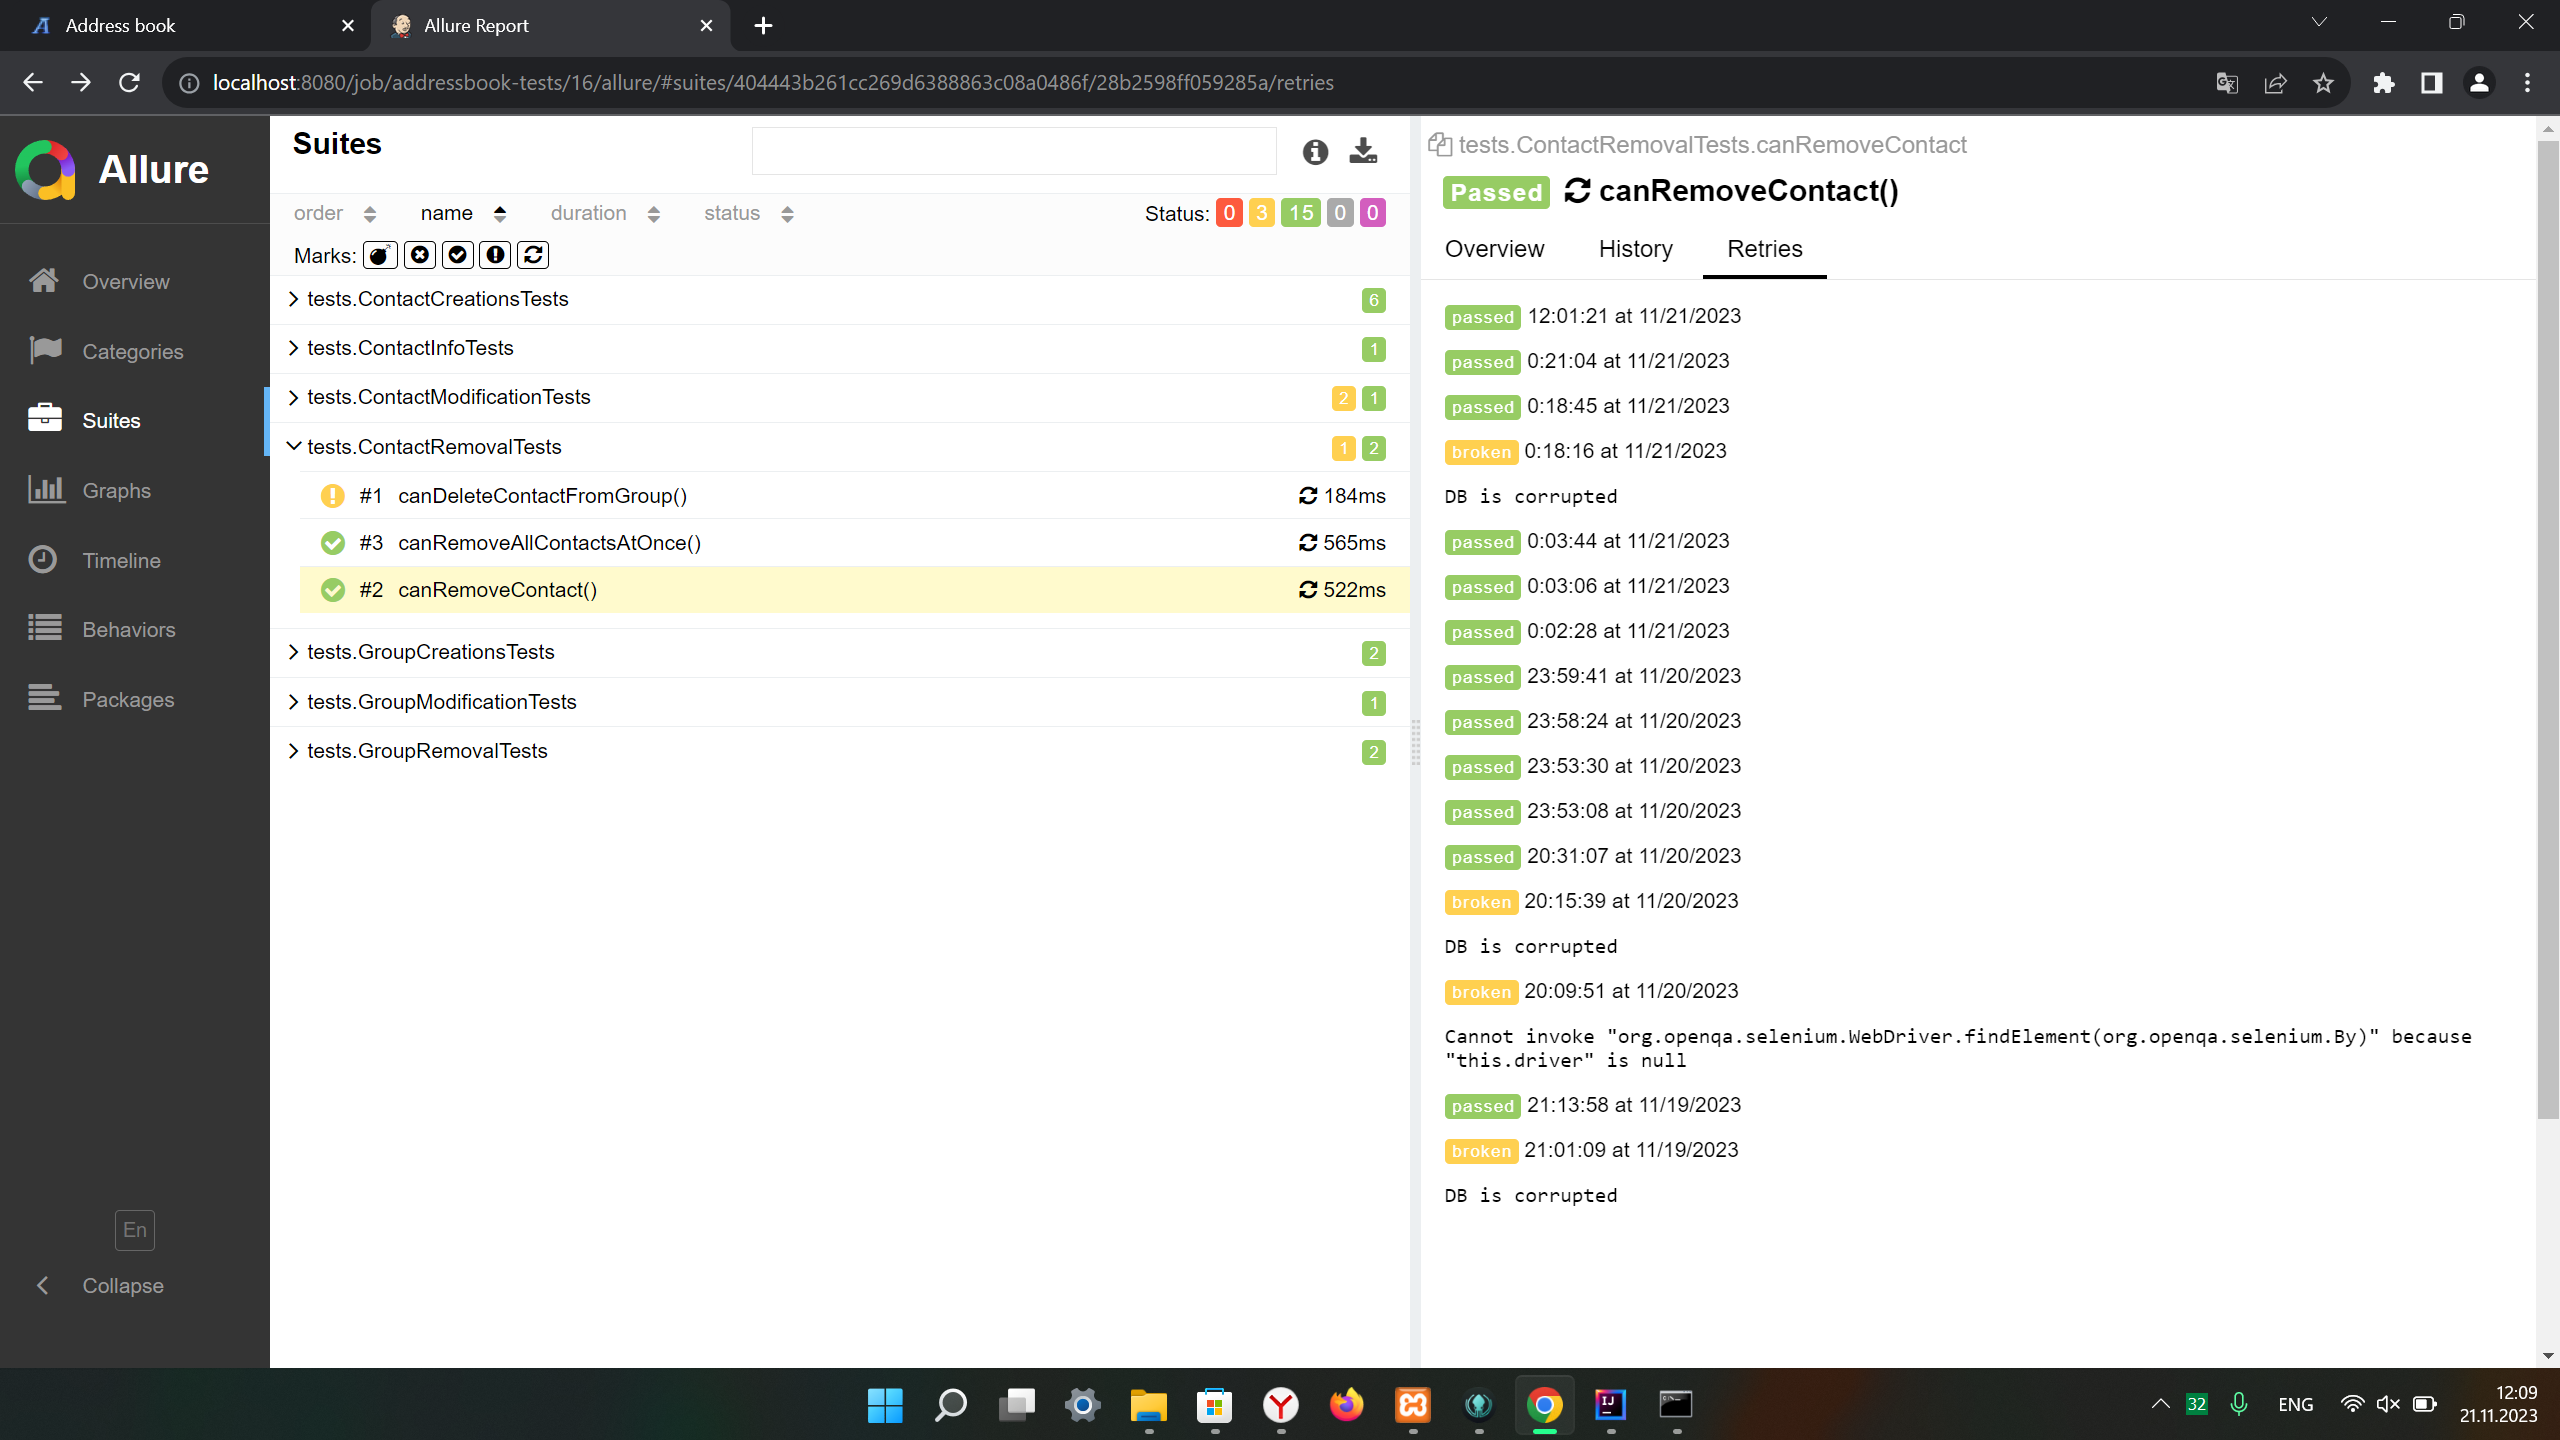 Address book
Allure Report
localhost:8080/job/addressbook-tests/16/allure/#suites/404443b261cc269d6388863c08a0486f/28b2598ff059285a/retries
Allure
Overview
Categories
Suites
Graphs
Timeline
Behaviors
Packages
En
Collapse
Suites
order name duration status
Status: 0 3 15 0 0
Marks:
tests.ContactCreationsTests 6
tests.ContactInfoTests 1
tests.ContactModificationTests 2 1
tests.ContactRemovalTests 1 2
#1 canDeleteContactFromGroup() 184ms
#3 canRemoveAllContactsAtOnce() 565ms
#2 canRemoveContact() 522ms
tests.GroupCreationsTests 2
tests.GroupModificationTests 1
tests.GroupRemovalTests 2
tests.ContactRemovalTests.canRemoveContact
Passed canRemoveContact()
Overview History Retries
passed 12:01:21 at 11/21/2023
passed 0:21:04 at 11/21/2023
passed 0:18:45 at 11/21/2023
broken 0:18:16 at 11/21/2023
DB is corrupted
passed 0:03:44 at 11/21/2023
passed 0:03:06 at 11/21/2023
passed 0:02:28 at 11/21/2023
passed 23:59:41 at 11/20/2023
passed 23:58:24 at 11/20/2023
passed 23:53:30 at 11/20/2023
passed 23:53:08 at 11/20/2023
passed 20:31:07 at 11/20/2023
broken 20:15:39 at 11/20/2023
DB is corrupted
broken 20:09:51 at 11/20/2023
Cannot invoke "org.openqa.selenium.WebDriver.findElement(org.openqa.selenium.By)" because
"this.driver" is null
passed 21:13:58 at 11/19/2023
broken 21:01:09 at 11/19/2023
DB is corrupted
32
ENG
12:09
21.11.2023